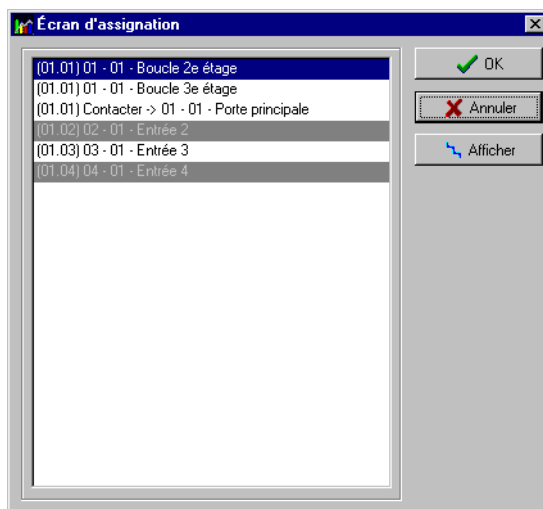 Écran d'assignation
(01.01) 01 - 01 - Boucle 2e étage
(01.01) 01 - 01 - Boucle 3e étage
(01.01) Contacter -> 01 - 01 - Porte principale
(01.02) 02 - 01 - Entrée 2
(01.03) 03 - 01 - Entrée 3
(01.04) 04 - 01 - Entrée 4
OK
Annuler
Afficher